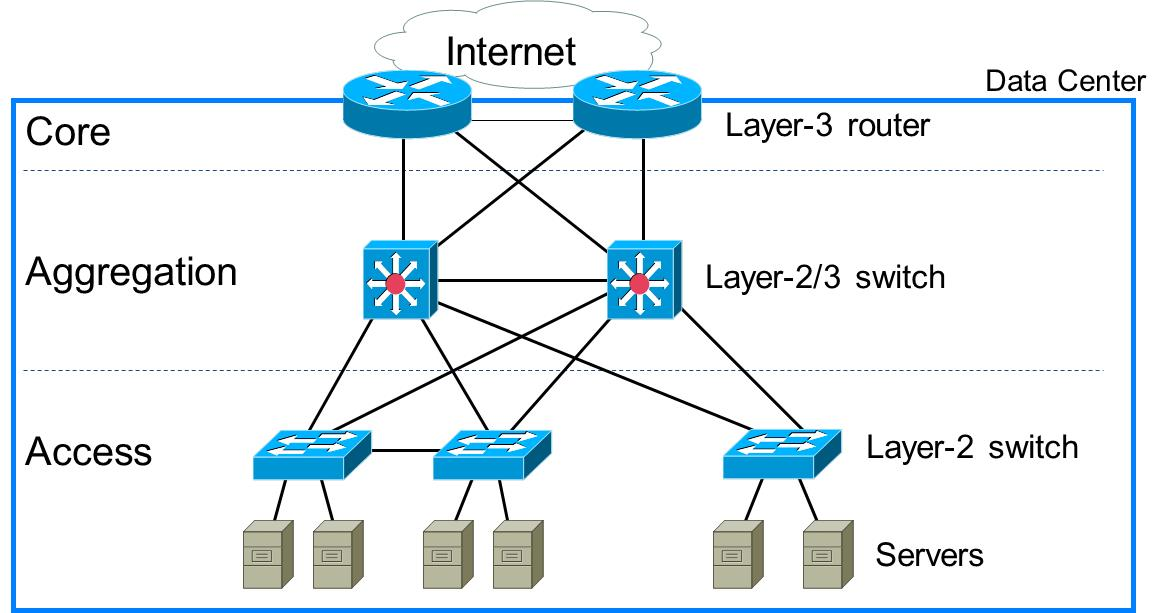 Internet
Data Center
Core
Layer-3 router
Aggregation
Layer-2/3 switch
Access
Layer-2 switch
Servers